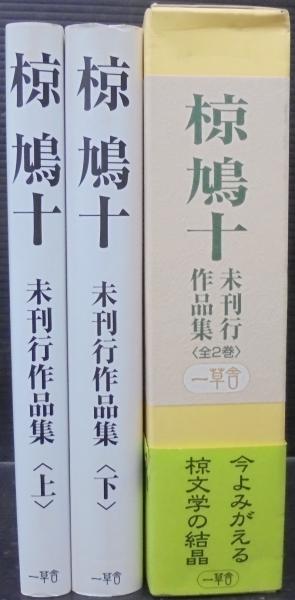 椋鳩十
未刊行作品集〈上〉
一草舎
椋鳩十
未刊行作品集〈下〉
一草舎
椋鳩十
未刊行
作品集
〈全2巻〉
一草舎
今よみがえる
椋文学の結晶
一草舎